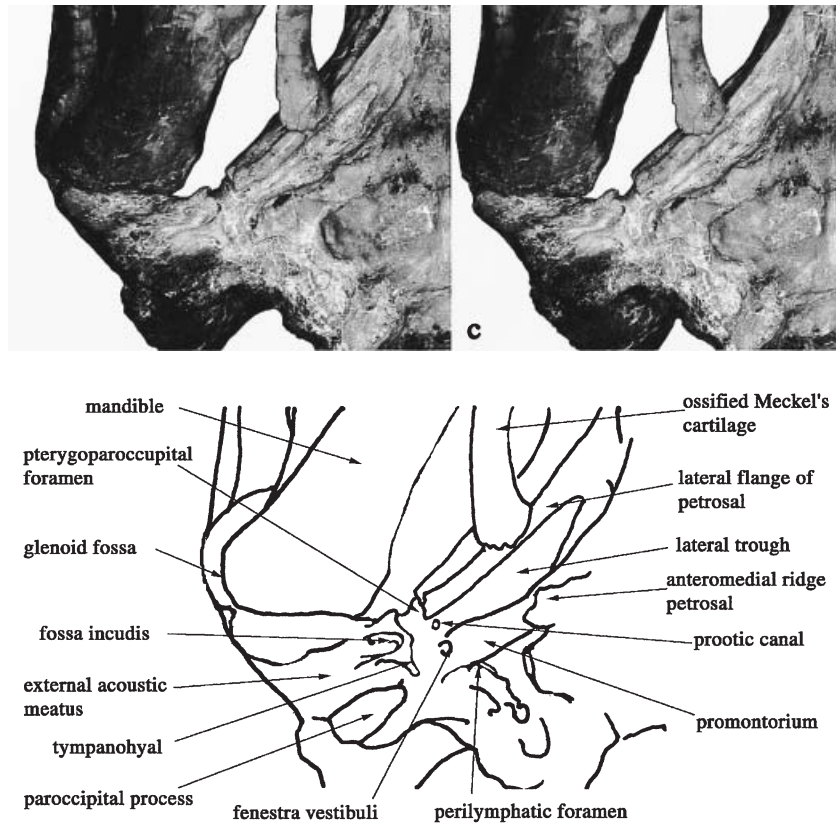 C
mandible
pterygoparoccupital
foramen
glenoid fossa
fossa incudis
external acoustic
meatus
tympanohyal
paroccipital process
fenestra vestibuli
perilymphatic foramen
ossified Meckel's
cartilage
lateral flange of
petrosal
lateral trough
anteromedial ridge
petrosal
prootic canal
promontorium